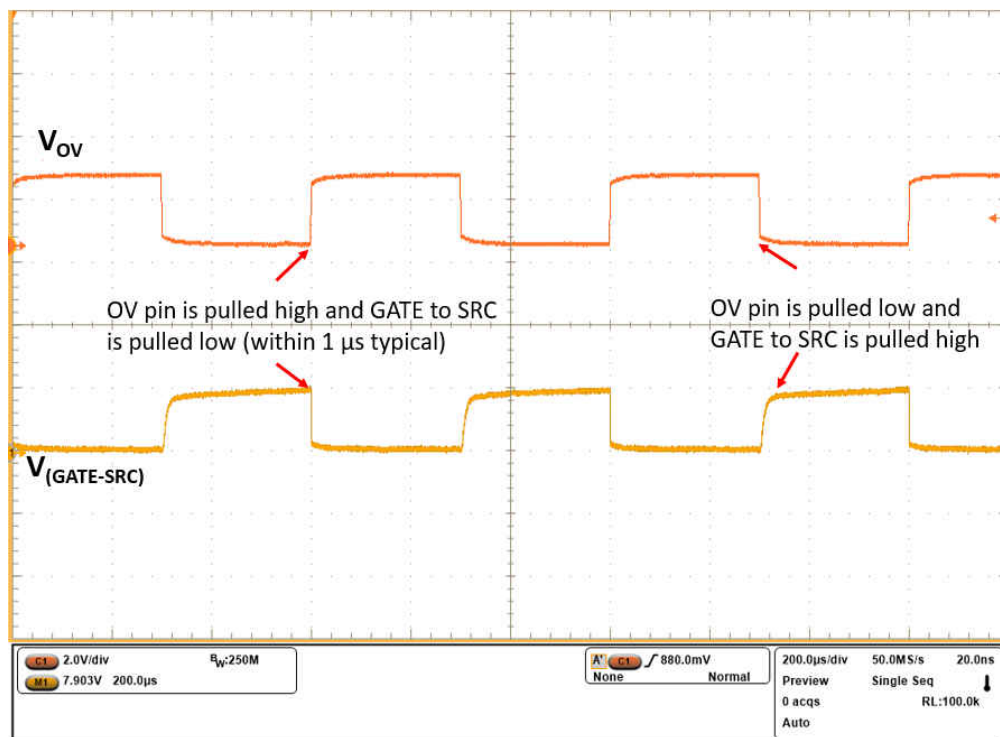 V_OV
OV pin is pulled high and GATE to SRC
is pulled low (within 1 µs typical)
OV pin is pulled low and
GATE to SRC is pulled high
V_(GATE-SRC)
C1 2.0V/div B_W:250M
M1 7.903V 200.0µs
A' C1 880.0mV
None Normal
200.0µs/div 50.0MS/s 20.0ns
Preview Single Seq
0 acqs RL:100.0k
Auto